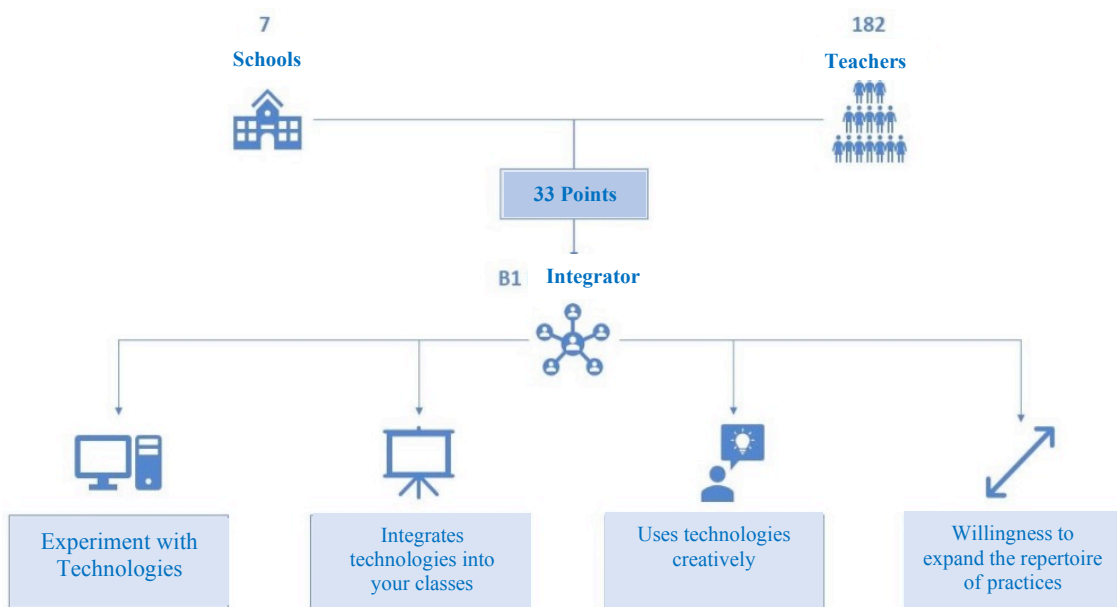 7
Schools
182
Teachers
33 Points
B1 Integrator
Experiment with
Technologies
Integrates
technologies into
your classes
Uses technologies
creatively
Willingness to
expand the repertoire
of practices